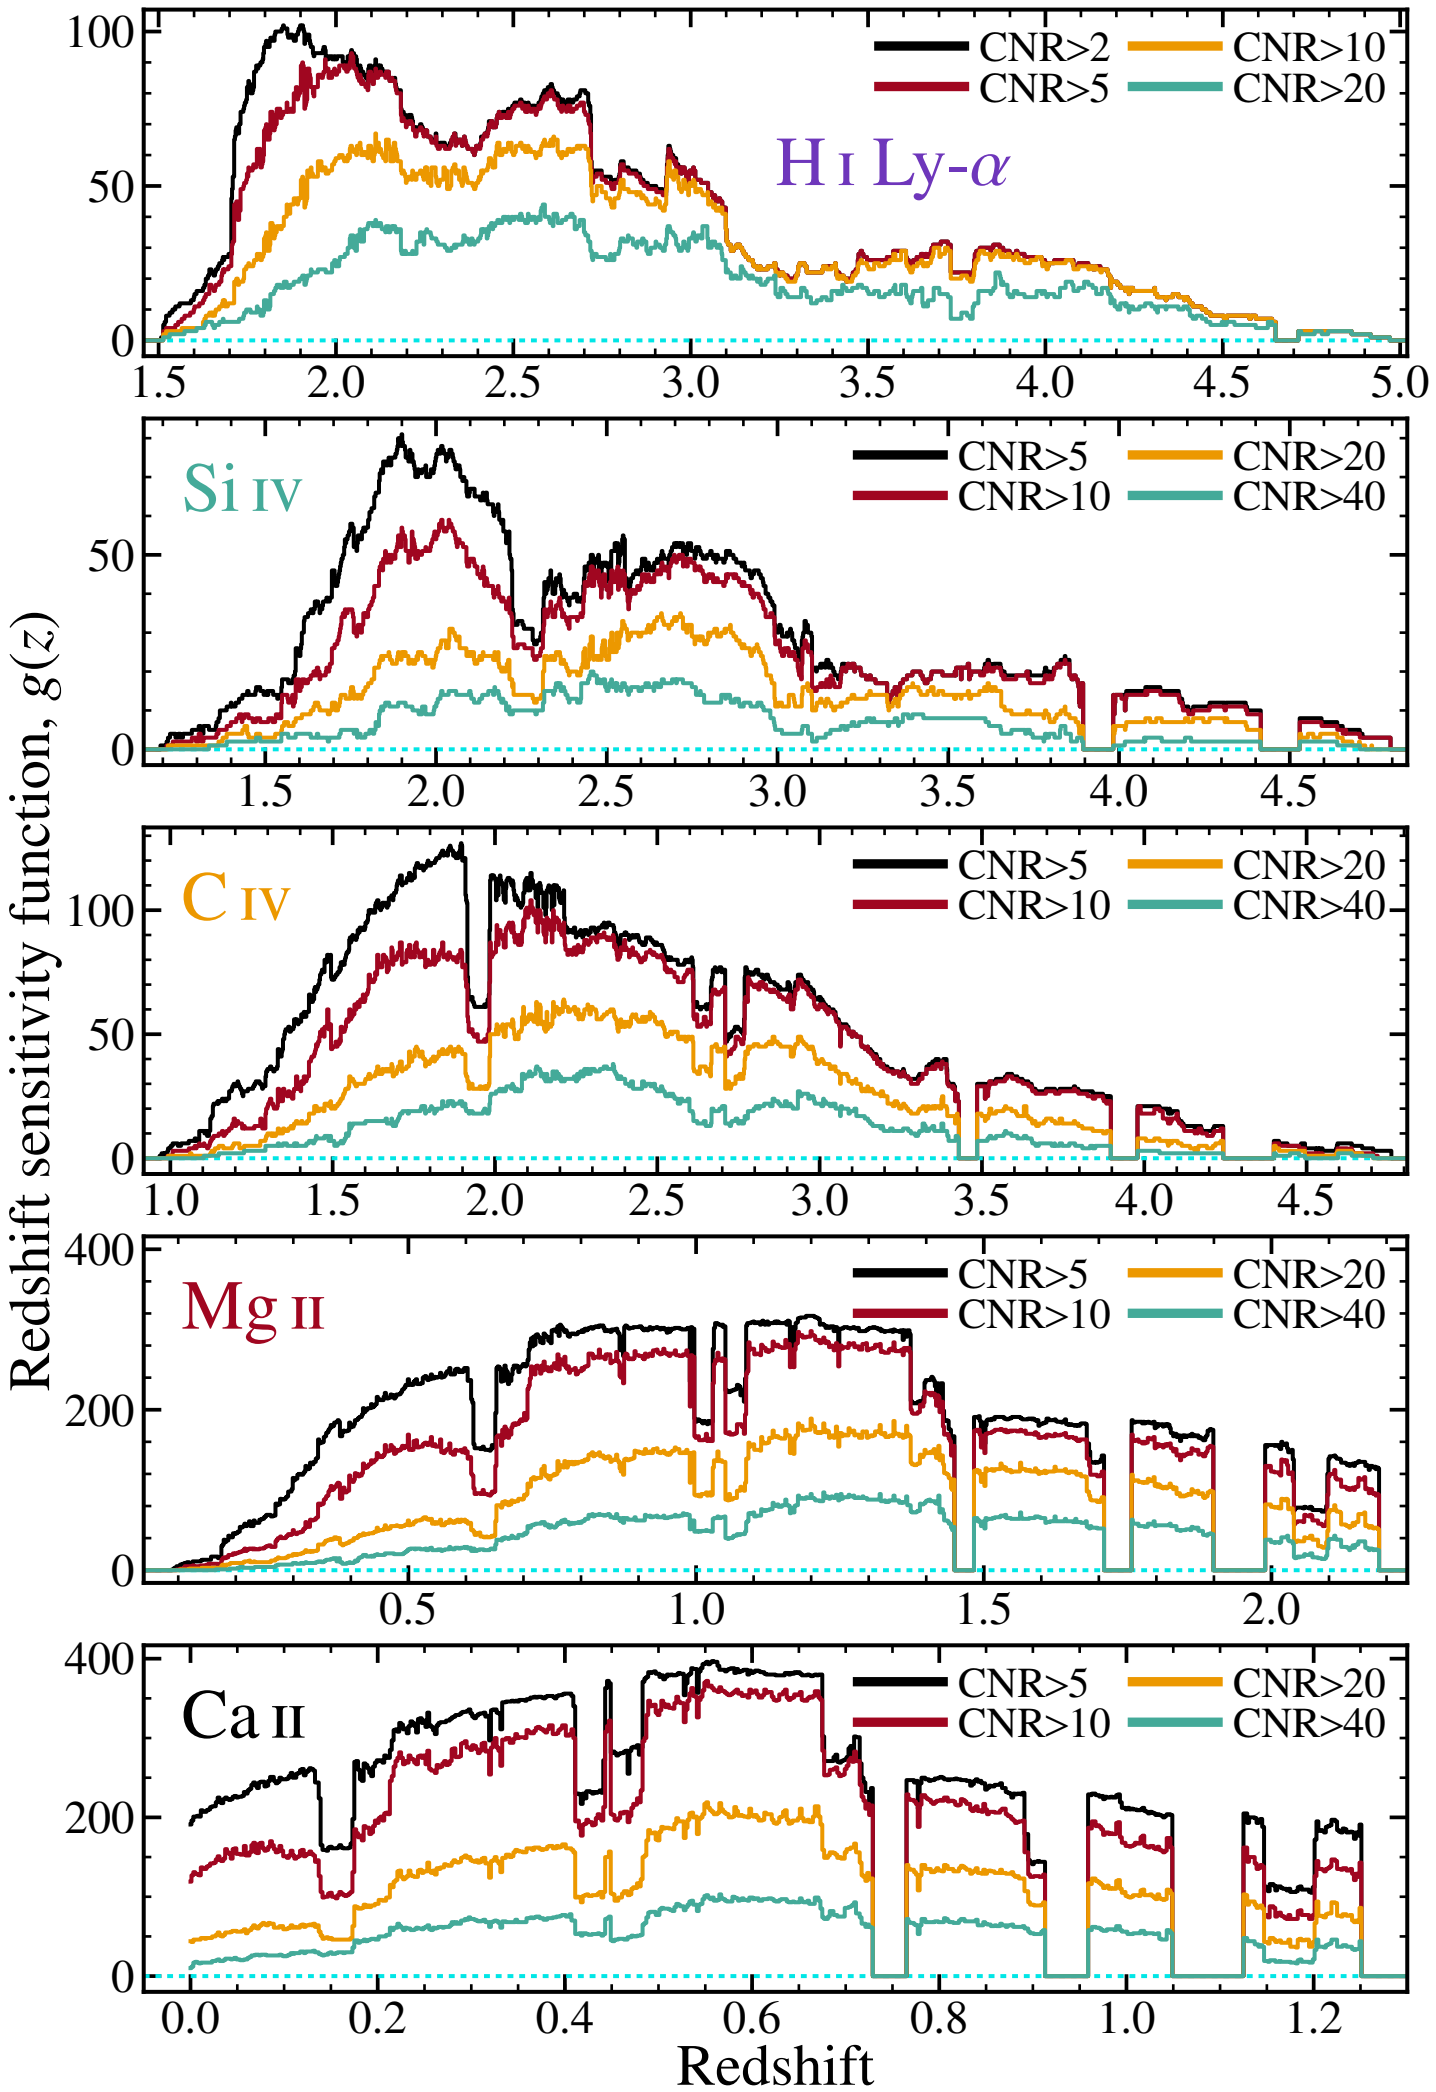 Redshift sensitivity function, g(z)
100
50
0
CNR>2 CNR>10
CNR>5 CNR>20
H I Ly-α
1.5 2.0 2.5 3.0 3.5 4.0 4.5 5.0
Si IV
CNR>5 CNR>20
CNR>10 CNR>40
50
0
1.5 2.0 2.5 3.0 3.5 4.0 4.5
C IV
CNR>5 CNR>20
CNR>10 CNR>40
100
50
0
1.0 1.5 2.0 2.5 3.0 3.5 4.0 4.5
400
Mg II
CNR>5 CNR>20
CNR>10 CNR>40
200
0
0.5 1.0 1.5 2.0
400
Ca II
CNR>5 CNR>20
CNR>10 CNR>40
200
0
0.0 0.2 0.4 0.6 0.8 1.0 1.2
Redshift